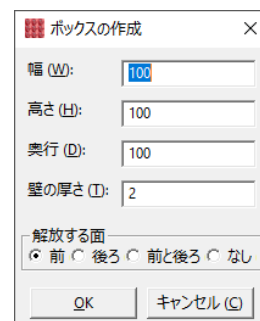 ボックスの作成
幅 (W): 100
高さ (H): 100
奥行 (D): 100
壁の厚さ (T): 2
解放する面
前 後ろ 前と後ろ なし
OK キャンセル (C)